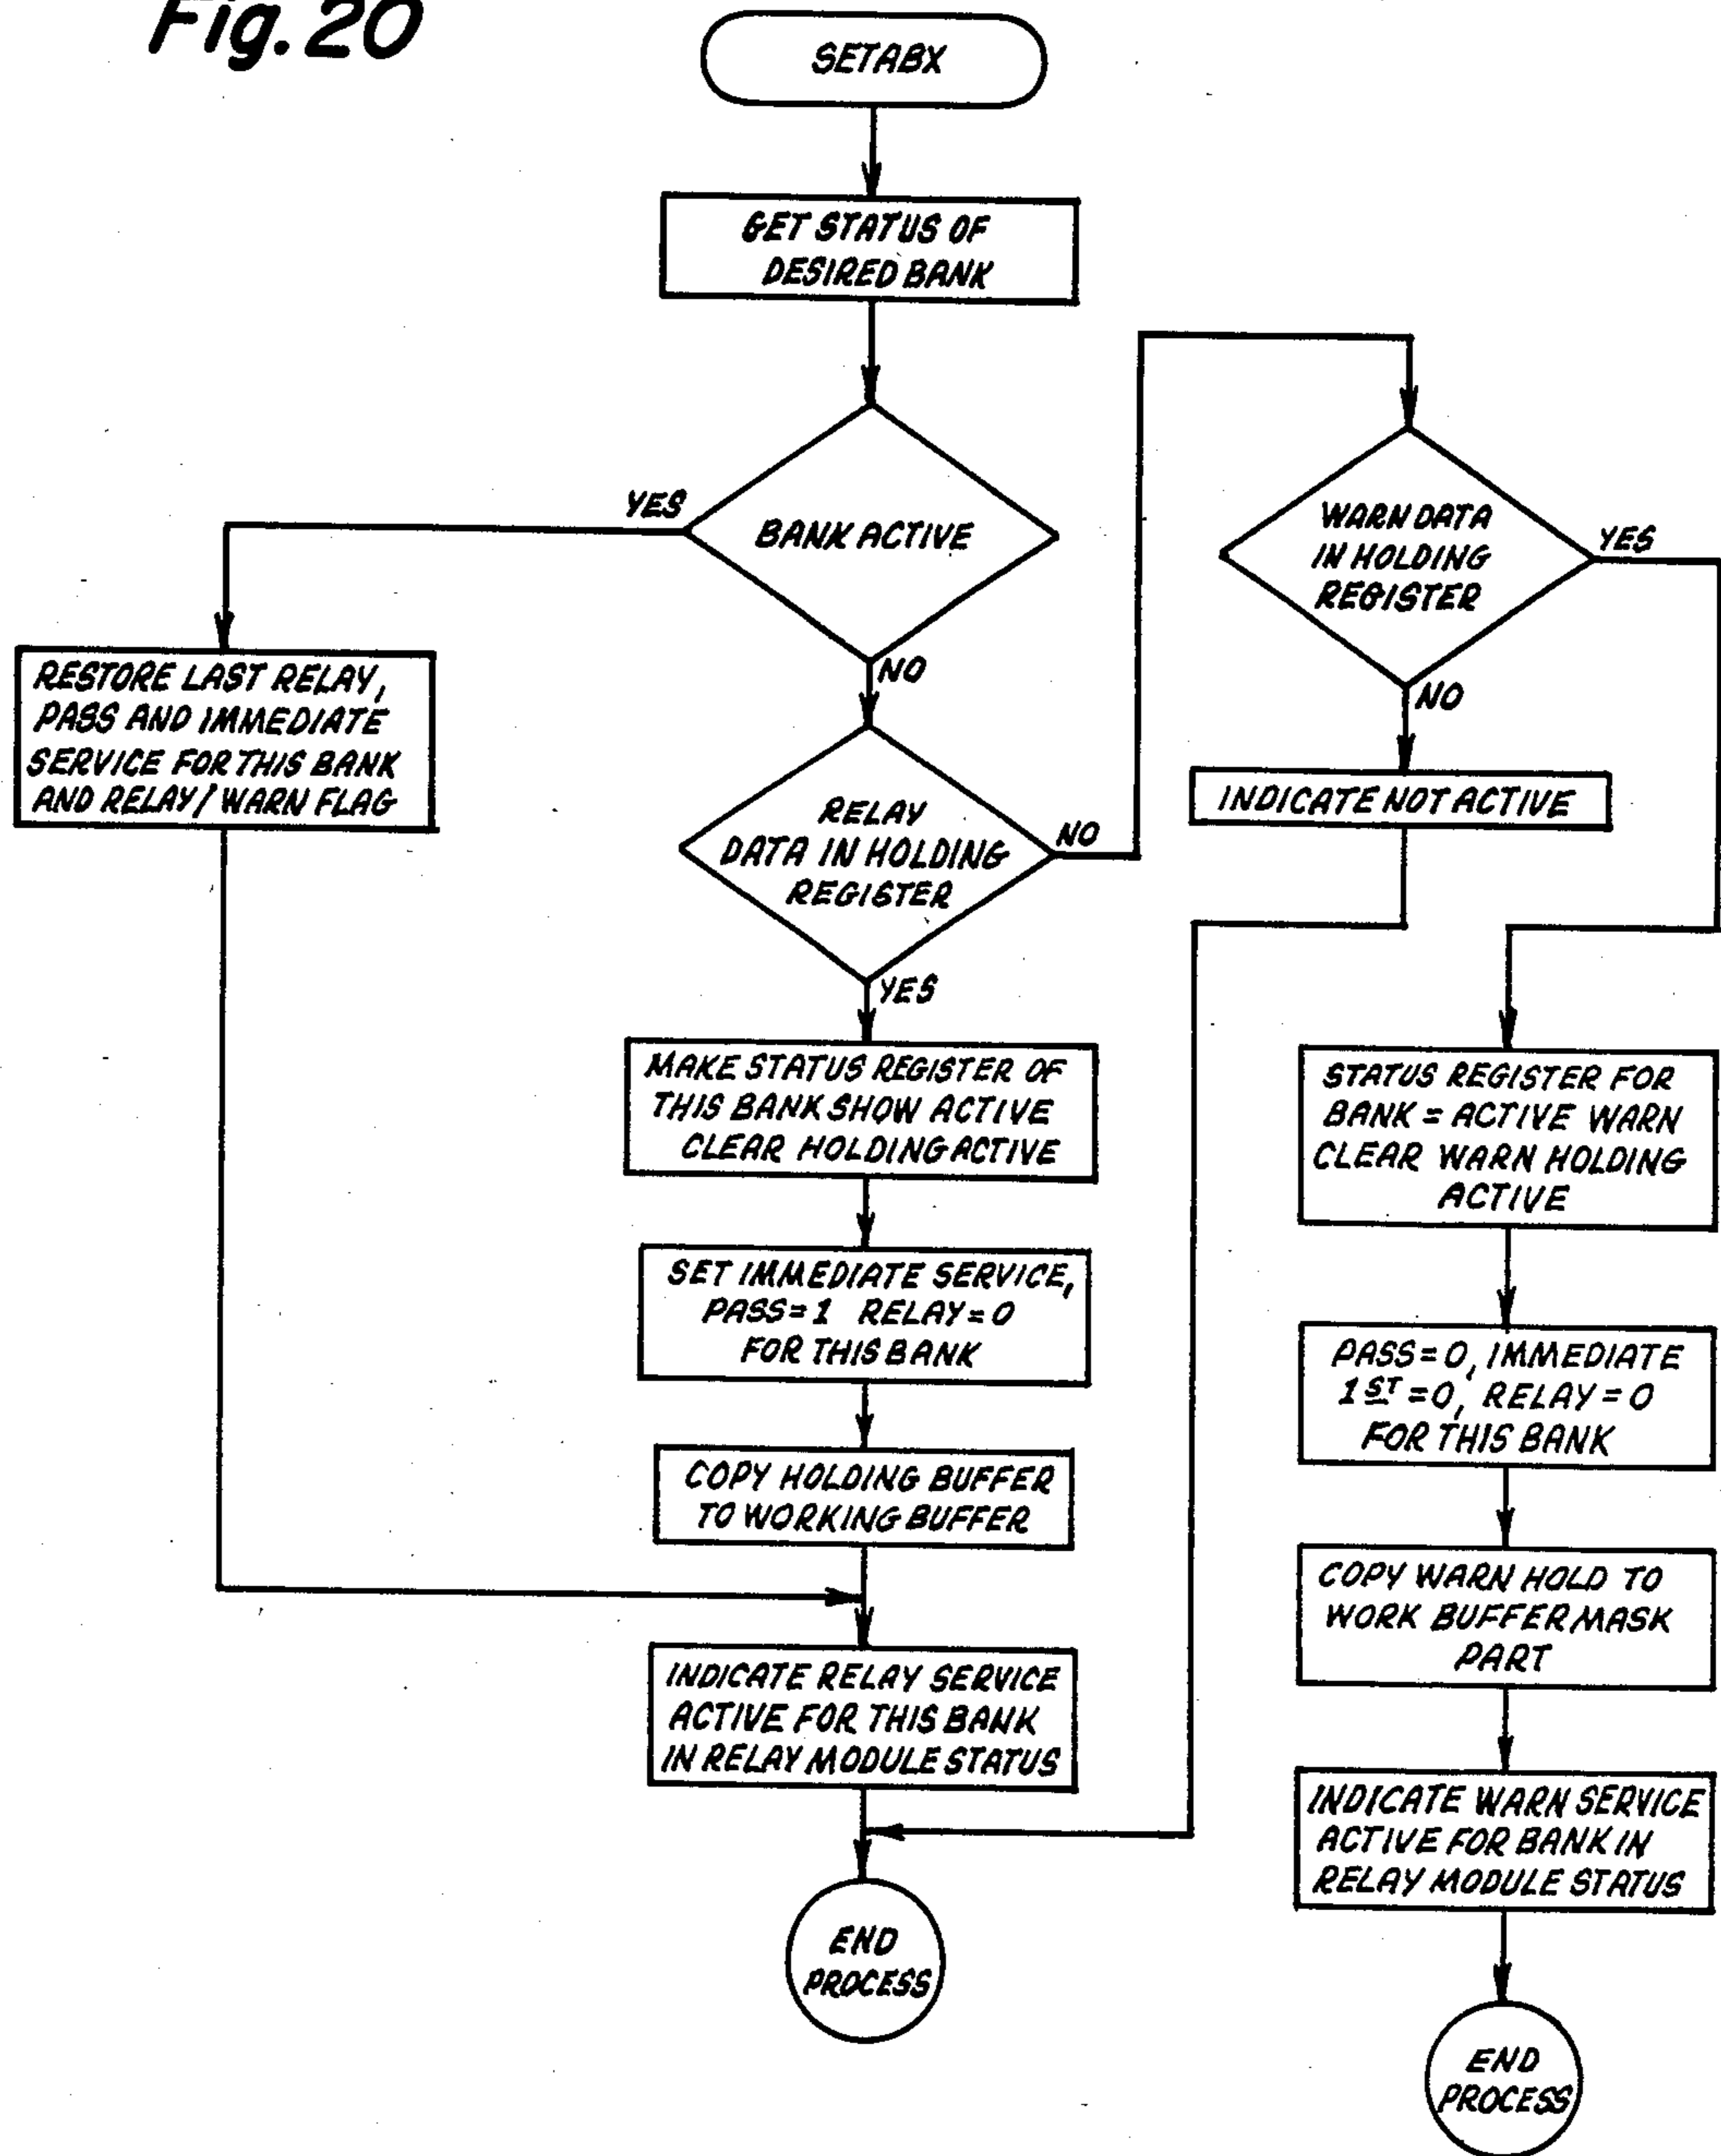 Fig. 20
SETABX
GET STATUS OF
DESIRED BANK
BANK ACTIVE
YES
NO
RESTORE LAST RELAY,
PASS AND IMMEDIATE
SERVICE FOR THIS BANK
AND RELAY/WARN FLAG
RELAY
DATA IN HOLDING
REGISTER
NO
YES
WARN DATA
IN HOLDING
REGISTER
YES
NO
INDICATE NOT ACTIVE
MAKE STATUS REGISTER OF
THIS BANK SHOW ACTIVE
CLEAR HOLDING ACTIVE
SET IMMEDIATE SERVICE,
PASS=1 RELAY=0
FOR THIS BANK
COPY HOLDING BUFFER
TO WORKING BUFFER
INDICATE RELAY SERVICE
ACTIVE FOR THIS BANK
IN RELAY MODULE STATUS
END
PROCESS
STATUS REGISTER FOR
BANK = ACTIVE WARN
CLEAR WARN HOLDING
ACTIVE
PASS=0, IMMEDIATE
1ST=0, RELAY=0
FOR THIS BANK
COPY WARN HOLD TO
WORK BUFFER MASK
PART
INDICATE WARN SERVICE
ACTIVE FOR BANK IN
RELAY MODULE STATUS
END
PROCESS